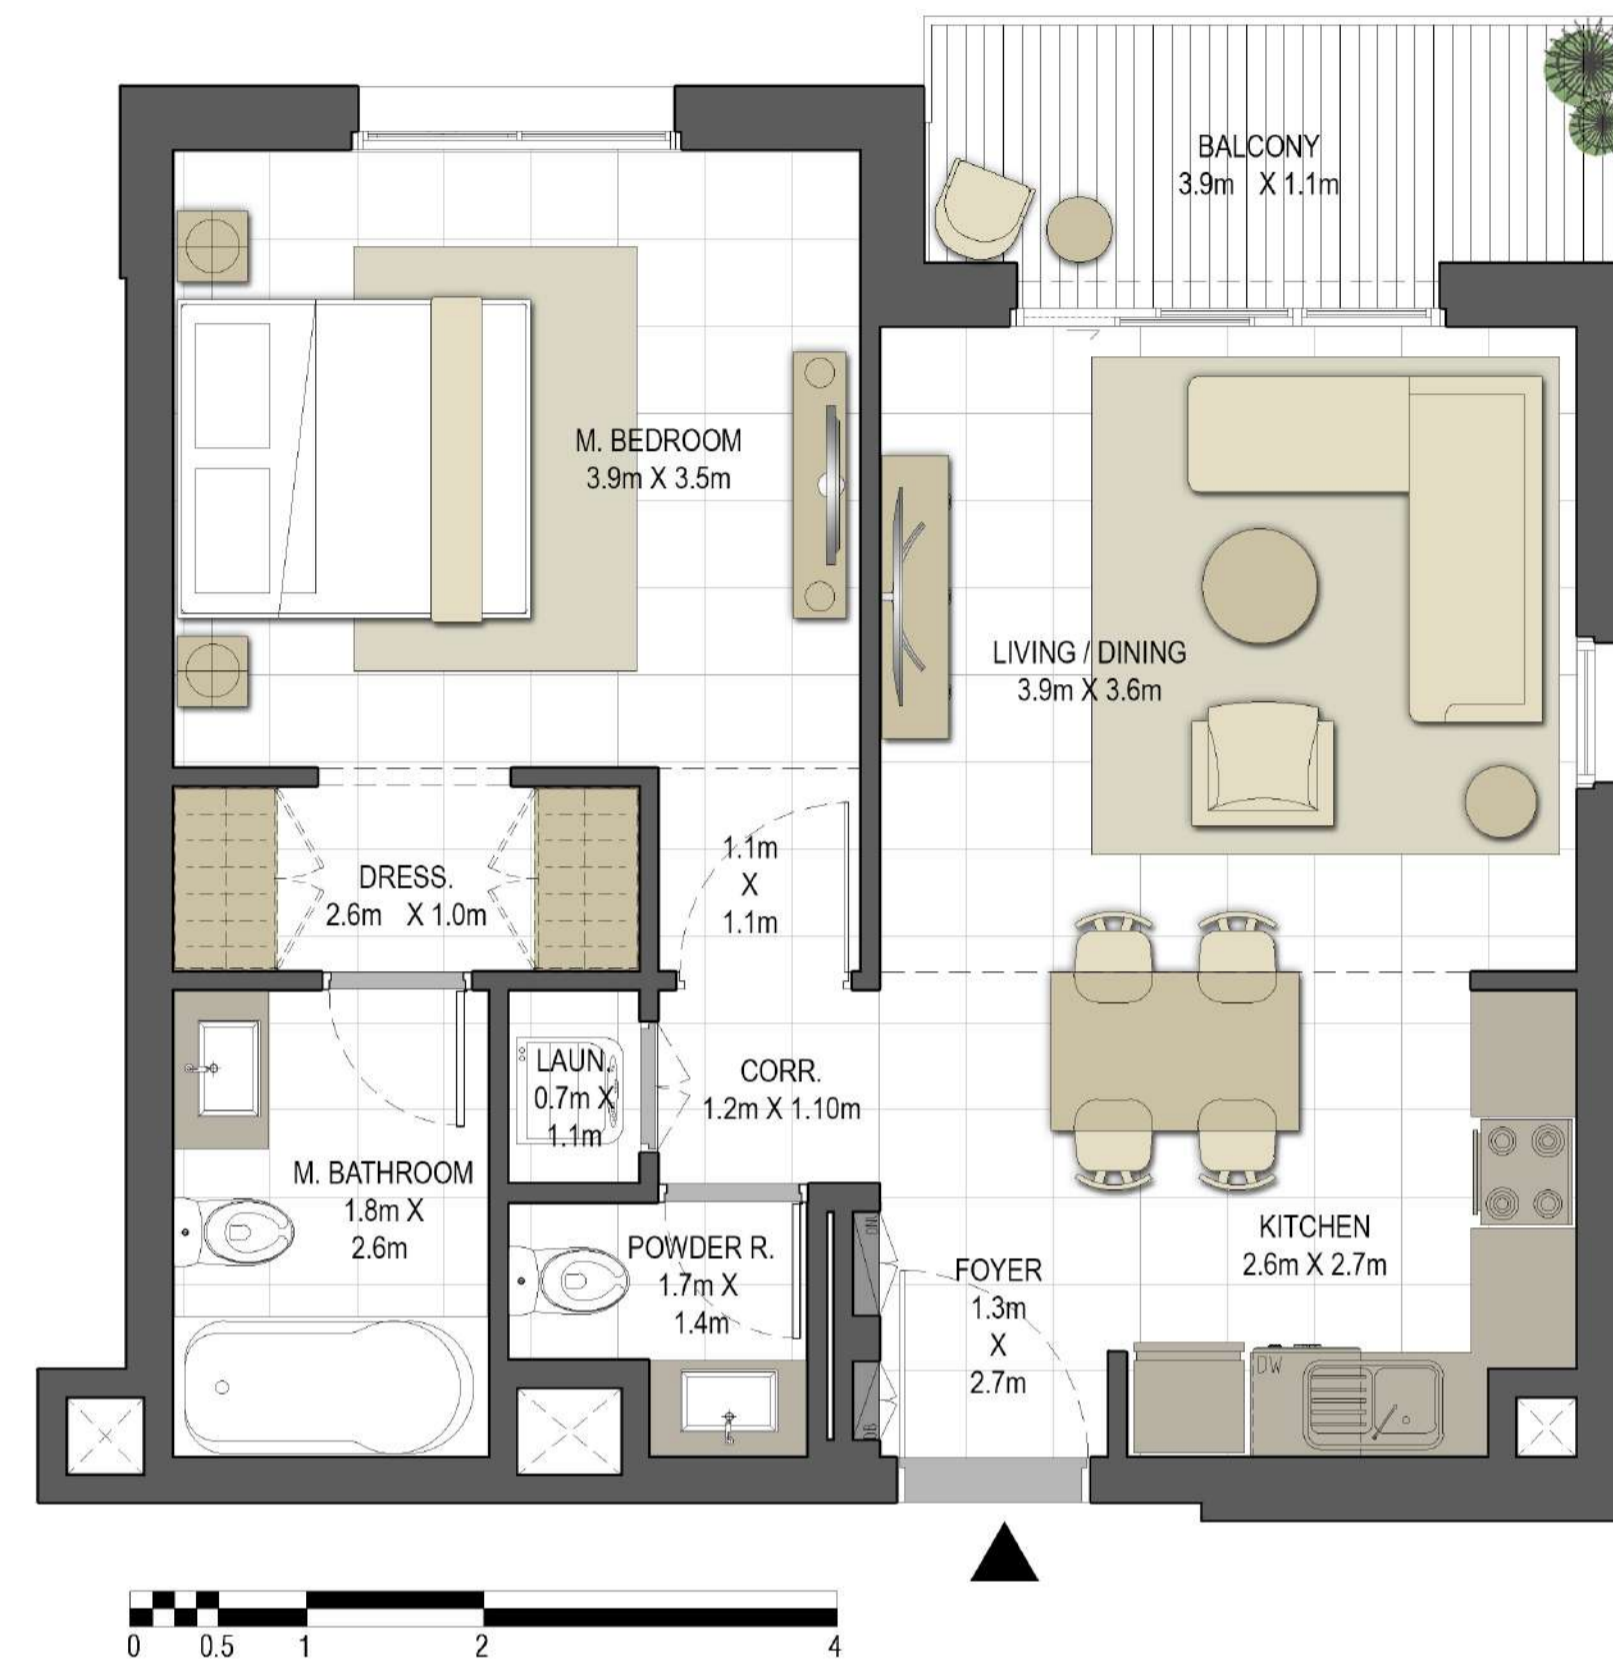 BALCONY
3.9m X 1.1m
M. BEDROOM
3.9m X 3.5m
LIVING / DINING
3.9m X 3.6m
DRESS.
2.6m X 1.0m
1.1m
X
1.1m
LAUN.
0.7m X
1.1m
CORR.
1.2m X 1.10m
M. BATHROOM
1.8m X
2.6m
POWDER R.
1.7m X
1.4m
FOYER
1.3m
X
2.7m
KITCHEN
2.6m X 2.7m
DW
DB
0 0.5 1 2 4